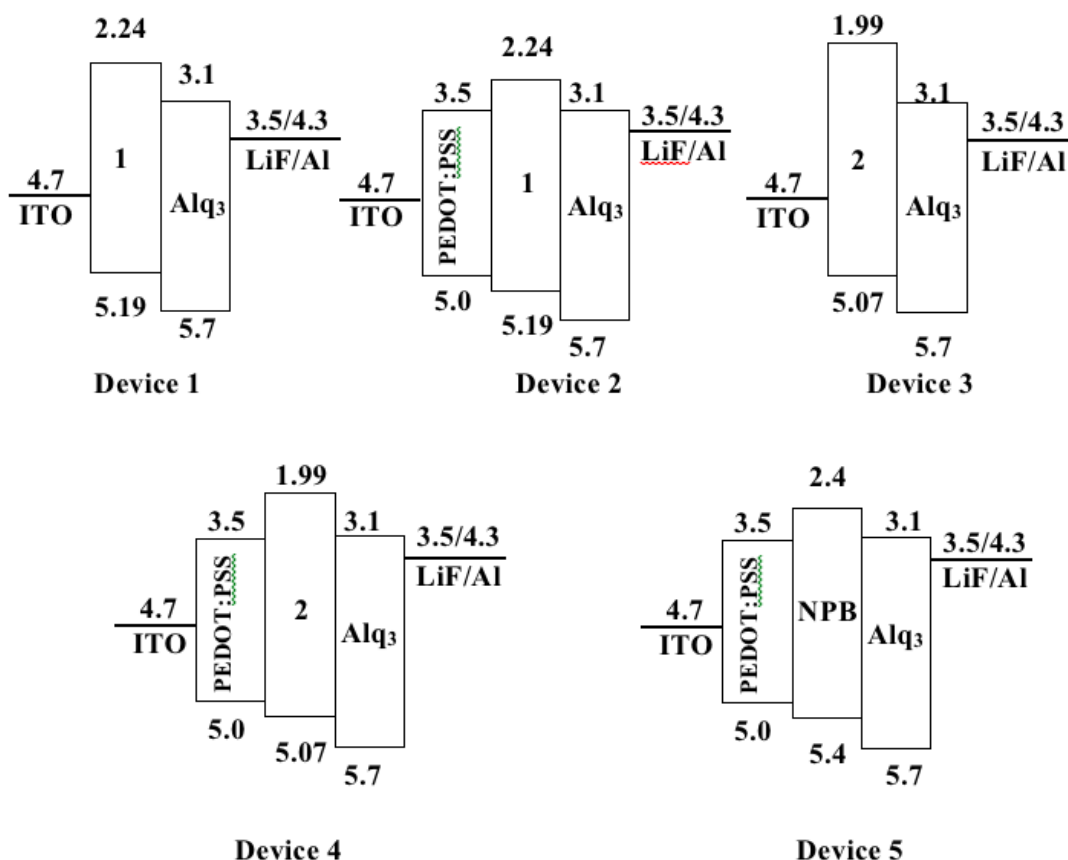 2.24
3.1
3.5/4.3
LiF/Al
1
4.7
ITO
Alq₃
5.19
5.7
Device 1
2.24
3.5
3.1
3.5/4.3
LiF/Al
PEDOT:PSS
1
4.7
ITO
Alq₃
5.0
5.19
5.7
Device 2
1.99
3.1
3.5/4.3
LiF/Al
2
4.7
ITO
Alq₃
5.07
5.7
Device 3
1.99
3.5
3.1
3.5/4.3
LiF/Al
PEDOT:PSS
2
4.7
ITO
Alq₃
5.0
5.07
5.7
Device 4
2.4
3.5
3.1
3.5/4.3
LiF/Al
PEDOT:PSS
NPB
4.7
ITO
Alq₃
5.0
5.4
5.7
Device 5